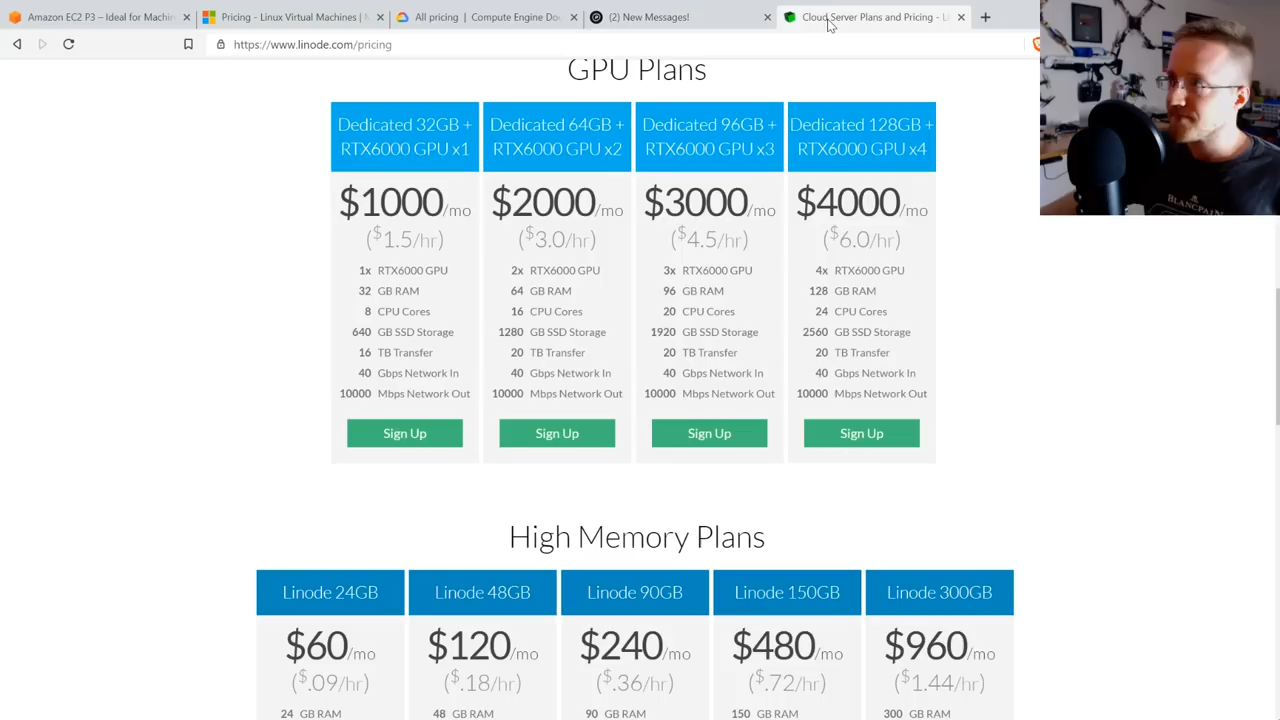 Amazon EC2 P3 – Ideal for Machin
Pricing - Linux Virtual Machines |
All pricing | Compute Engine Do
(2) New Messages!
Cloud Server Plans and Pricing - Li
https://www.linode.com/pricing
GPU Plans
Dedicated 32GB +
RTX6000 GPU x1
$1000/mo
($1.5/hr)
1x RTX6000 GPU
32 GB RAM
8 CPU Cores
640 GB SSD Storage
16 TB Transfer
40 Gbps Network In
10000 Mbps Network Out
Sign Up
Dedicated 64GB +
RTX6000 GPU x2
$2000/mo
($3.0/hr)
2x RTX6000 GPU
64 GB RAM
16 CPU Cores
1280 GB SSD Storage
20 TB Transfer
40 Gbps Network In
10000 Mbps Network Out
Sign Up
Dedicated 96GB +
RTX6000 GPU x3
$3000/mo
($4.5/hr)
3x RTX6000 GPU
96 GB RAM
20 CPU Cores
1920 GB SSD Storage
20 TB Transfer
40 Gbps Network In
10000 Mbps Network Out
Sign Up
Dedicated 128GB +
RTX6000 GPU x4
$4000/mo
($6.0/hr)
4x RTX6000 GPU
128 GB RAM
24 CPU Cores
2560 GB SSD Storage
20 TB Transfer
40 Gbps Network In
10000 Mbps Network Out
Sign Up
BLANCPAIN
High Memory Plans
Linode 24GB
$60/mo
($.09/hr)
24 GB RAM
Linode 48GB
$120/mo
($.18/hr)
48 GB RAM
Linode 90GB
$240/mo
($.36/hr)
90 GB RAM
Linode 150GB
$480/mo
($.72/hr)
150 GB RAM
Linode 300GB
$960/mo
($1.44/hr)
300 GB RAM